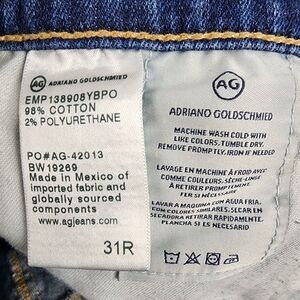 AG ADRIANO GOLDSCHMIED
EMP138908YBPO
98% COTTON
2% POLYURETHANE
PO#AG-42013
BW19269
Made in Mexico of
imported fabric and
globally sourced
components
www.agjeans.com
31R
AG
ADRIANO GOLDSCHMIED
MACHINE WASH COLD WITH
LIKE COLORS. TUMBLE DRY.
REMOVE PROMPTLY. IRON IF NEEDED
LAVAGE EN MACHINE À FROID AVEC
COMME COULEURS. SÈCHE-LINGE
À RETIRER PROMPTEMENT
LAVAR A MAQUINA CON AGUA FRIA.
CON COLORES SIMILARES. SECAR EN
SECADORA RETIRAR RAPIDAMENTE.
PLANCHA SI ES NECESARIO